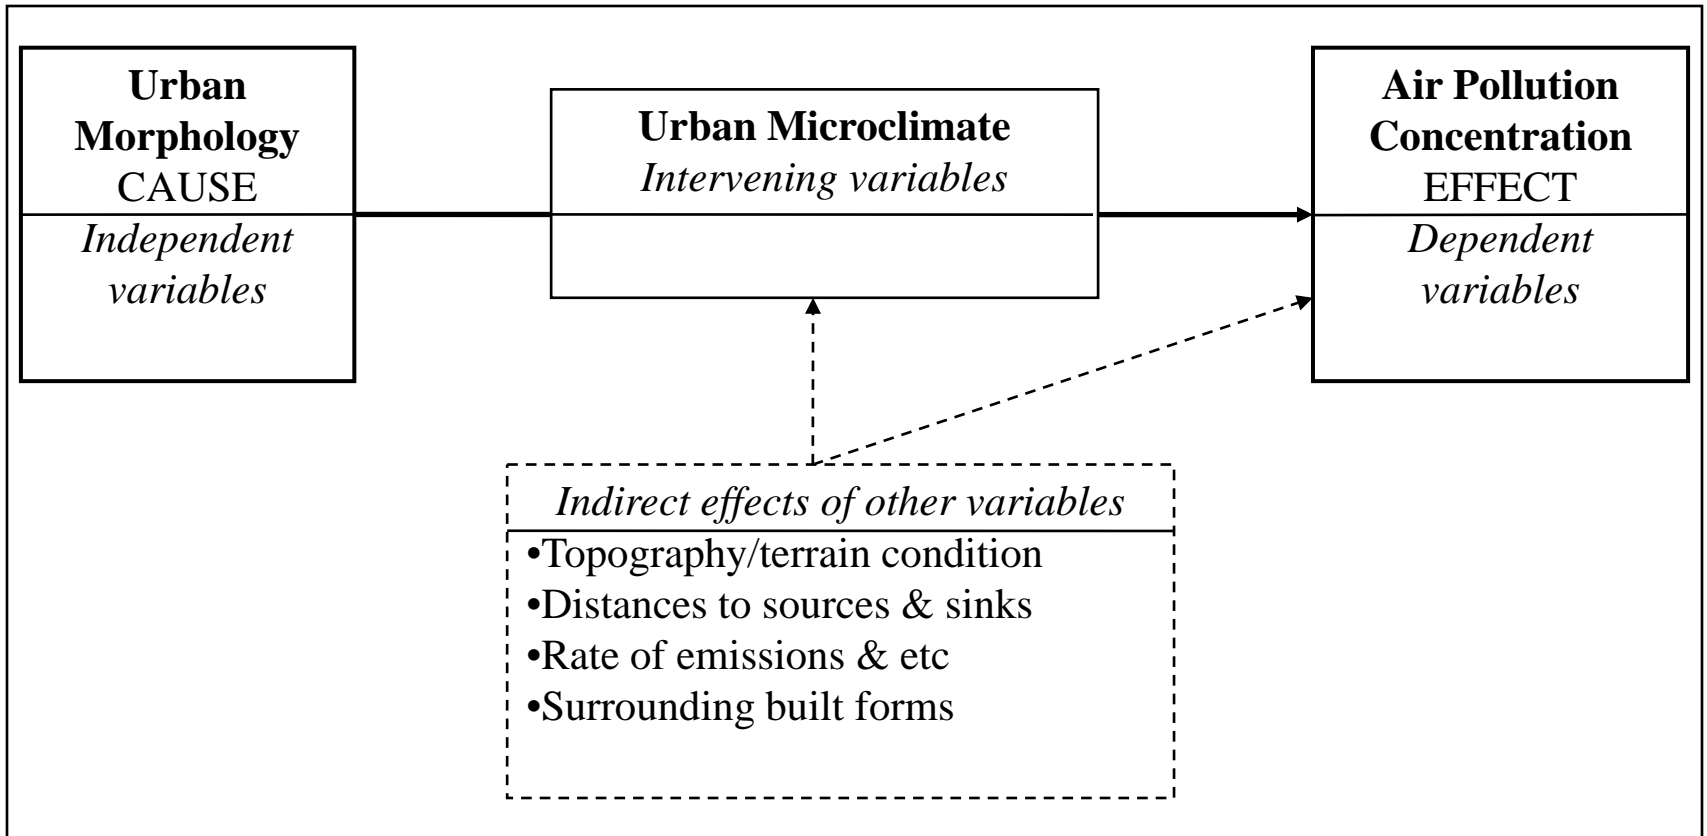 Urban
Morphology
CAUSE
Independent
variables
Urban Microclimate
Intervening variables
Air Pollution
Concentration
EFFECT
Dependent
variables
Indirect effects of other variables
•Topography/terrain condition
•Distances to sources & sinks
•Rate of emissions & etc
•Surrounding built forms